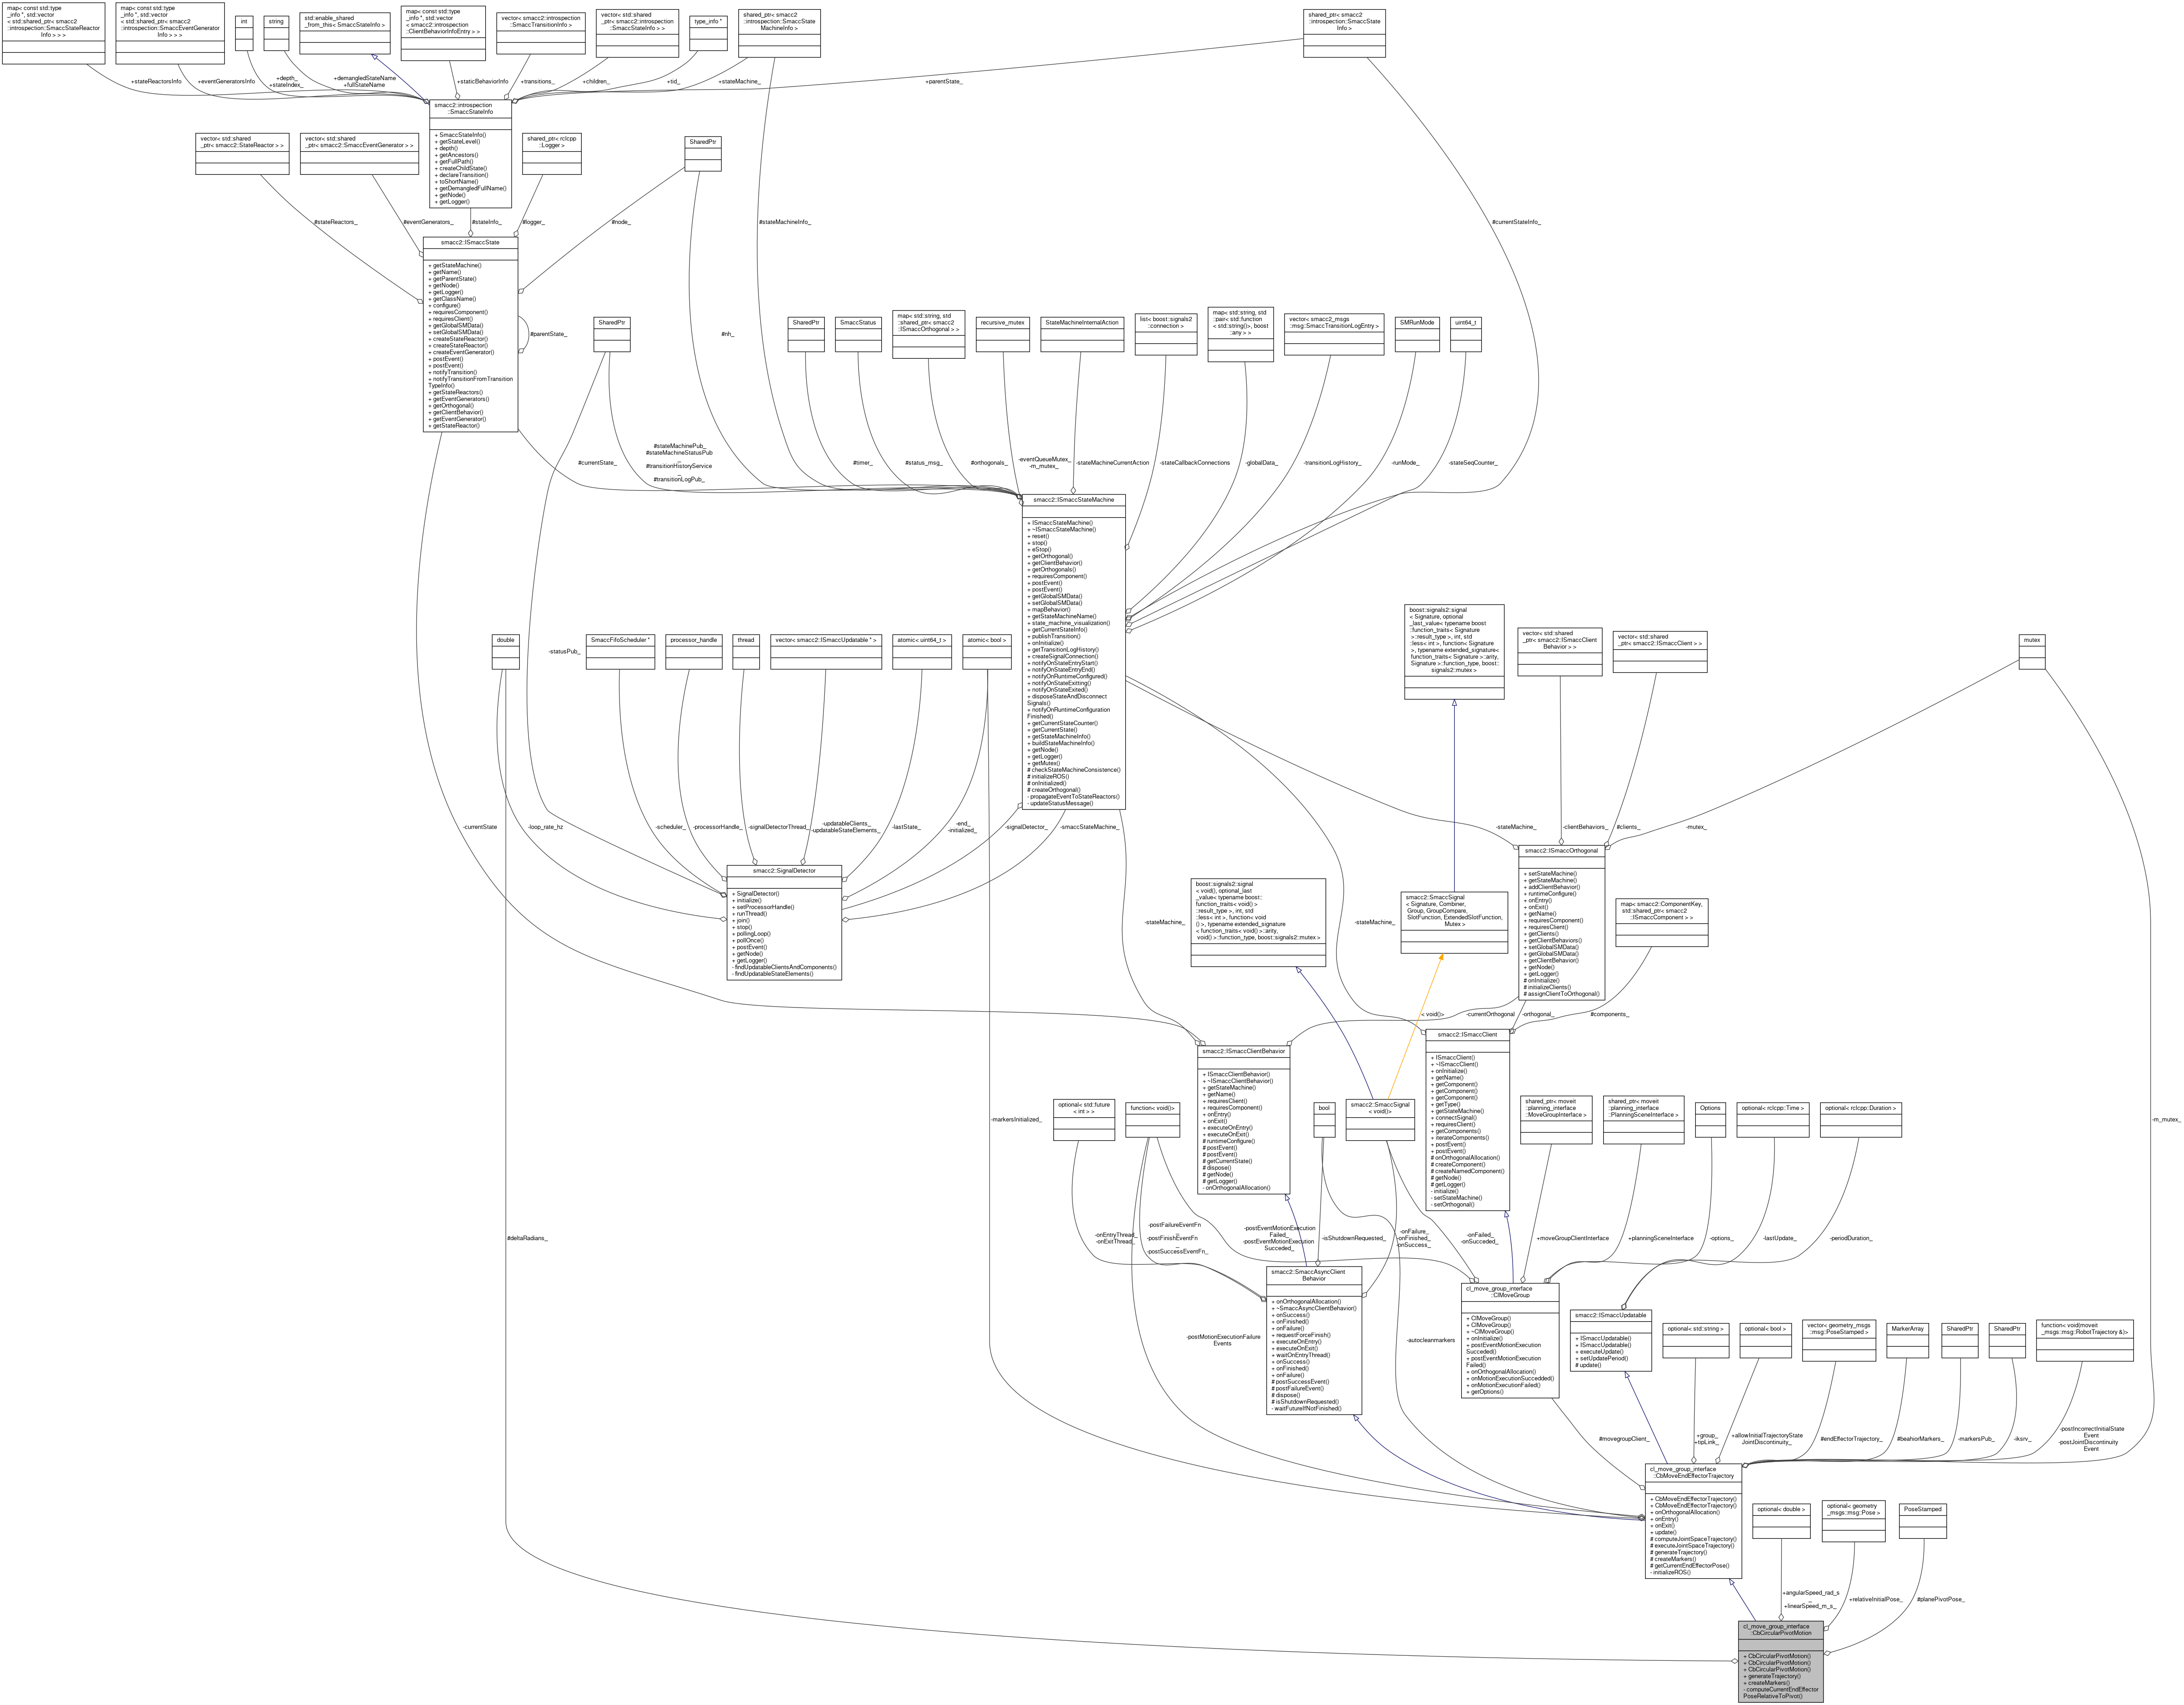 map< const std::type
_info *, std::vector
< std::shared_ptr< smacc2
::introspection::SmaccStateReactor
Info > > >
map< const std::type
_info *, std::vector
< std::shared_ptr< smacc2
::introspection::SmaccEventGenerator
Info > > >
int
string
std::enable_shared
_from_this< SmaccStateInfo >
map< const std::type
_info *, std::vector
< smacc2::introspection
::ClientBehaviorInfoEntry > >
vector< smacc2::introspection
::SmaccTransitionInfo >
vector< std::shared
_ptr< smacc2::introspection
::SmaccStateInfo > >
type_info *
shared_ptr< smacc2
::introspection::SmaccState
MachineInfo >
shared_ptr< smacc2
::introspection::SmaccState
Info >
+stateReactorsInfo
+eventGeneratorsInfo
+depth_
+stateIndex_
+demangledStateName
+fullStateName
+staticBehaviorInfo
+transitions_
+children_
+tid_
+stateMachine_
+parentState_
smacc2::introspection
::SmaccStateInfo
+ SmaccStateInfo()
+ getStateLevel()
+ depth()
+ getAncestors()
+ getFullPath()
+ createChildState()
+ declareTransition()
+ toShortName()
+ getDemangledFullName()
+ getNode()
+ getLogger()
vector< std::shared
_ptr< smacc2::StateReactor > >
vector< std::shared
_ptr< smacc2::SmaccEventGenerator > >
shared_ptr< rclcpp
::Logger >
SharedPtr
#stateReactors_
#eventGenerators_
#stateInfo_
#logger_
#node_
#stateMachineInfo_
#currentStateInfo_
smacc2::ISmaccState
+ getStateMachine()
+ getName()
+ getParentState()
+ getNode()
+ getLogger()
+ getClassName()
+ configure()
+ requiresComponent()
+ requiresClient()
+ getGlobalSMData()
+ setGlobalSMData()
+ createStateReactor()
+ createStateReactor()
+ createEventGenerator()
+ postEvent()
+ postEvent()
+ notifyTransition()
+ notifyTransitionFromTransition
TypeInfo()
+ getStateReactors()
+ getEventGenerators()
+ getOrthogonal()
+ getClientBehavior()
+ getEventGenerator()
+ getStateReactor()
#parentState_
SharedPtr
#nh_
SharedPtr
SmaccStatus
map< std::string, std
::shared_ptr< smacc2
::ISmaccOrthogonal > >
recursive_mutex
StateMachineInternalAction
list< boost::signals2
::connection >
map< std::string, std
::pair< std::function
< std::string()>, boost
::any > >
vector< smacc2_msgs
::msg::SmaccTransitionLogEntry >
SMRunMode
uint64_t
#currentState_
#stateMachinePub_
#stateMachineStatusPub
_
#transitionHistoryService
_
#transitionLogPub_
#timer_
#status_msg_
#orthogonals_
-eventQueueMutex_
-m_mutex_
-stateMachineCurrentAction
-stateCallbackConnections
-globalData_
-transitionLogHistory_
-runMode_
-stateSeqCounter_
smacc2::ISmaccStateMachine
+ ISmaccStateMachine()
+ ~ISmaccStateMachine()
+ reset()
+ stop()
+ eStop()
+ getOrthogonal()
+ getClientBehavior()
+ getOrthogonals()
+ requiresComponent()
+ postEvent()
+ postEvent()
+ getGlobalSMData()
+ setGlobalSMData()
+ mapBehavior()
+ getStateMachineName()
+ state_machine_visualization()
+ getCurrentStateInfo()
+ publishTransition()
+ onInitialize()
+ getTransitionLogHistory()
+ createSignalConnection()
+ notifyOnStateEntryStart()
+ notifyOnStateEntryEnd()
+ notifyOnRuntimeConfigured()
+ notifyOnStateExitting()
+ notifyOnStateExited()
+ disposeStateAndDisconnect
Signals()
+ notifyOnRuntimeConfiguration
Finished()
+ getCurrentStateCounter()
+ getCurrentState()
+ getStateMachineInfo()
+ buildStateMachineInfo()
+ getNode()
+ getLogger()
+ getMutex()
# checkStateMachineConsistence()
# initializeROS()
# onInitialized()
# createOrthogonal()
- propagateEventToStateReactors()
- updateStatusMessage()
double
SmaccFifoScheduler *
processor_handle
thread
vector< smacc2::ISmaccUpdatable * >
atomic< uint64_t >
atomic< bool >
-statusPub_
boost::signals2::signal
< Signature, optional
_last_value< typename boost
::function_traits< Signature
>::result_type >, int, std
::less< int >, function< Signature
>, typename extended_signature<
function_traits< Signature >::arity,
Signature >::function_type, boost::
signals2::mutex >
vector< std::shared
_ptr< smacc2::ISmaccClient
Behavior > >
vector< std::shared
_ptr< smacc2::ISmaccClient > >
mutex
-currentState
-loop_rate_hz
-scheduler_
-processorHandle_
-signalDetectorThread_
-updatableClients_
-updatableStateElements_
-lastState_
-end_
-initialized_
-signalDetector_
-smaccStateMachine_
-stateMachine_
-clientBehaviors_
#clients_
-mutex_
smacc2::SignalDetector
+ SignalDetector()
+ initialize()
+ setProcessorHandle()
+ runThread()
+ join()
+ stop()
+ pollingLoop()
+ pollOnce()
+ postEvent()
+ getNode()
+ getLogger()
- findUpdatableClientsAndComponents()
- findUpdatableStateElements()
smacc2::ISmaccOrthogonal
+ setStateMachine()
+ getStateMachine()
+ addClientBehavior()
+ runtimeConfigure()
+ onEntry()
+ onExit()
+ getName()
+ requiresComponent()
+ requiresClient()
+ getClients()
+ getClientBehaviors()
+ setGlobalSMData()
+ getGlobalSMData()
+ getClientBehavior()
+ getNode()
+ getLogger()
# onInitialize()
# initializeClients()
# assignClientToOrthogonal()
boost::signals2::signal
< void(), optional_last
_value< typename boost::
function_traits< void()
>::result_type >, int, std
::less< int >, function< void
() >, typename extended_signature
< function_traits< void() >::arity,
void() >::function_type, boost::signals2::mutex >
smacc2::SmaccSignal
< Signature, Combiner,
Group, GroupCompare,
SlotFunction, ExtendedSlotFunction,
Mutex >
map< smacc2::ComponentKey,
std::shared_ptr< smacc2
::ISmaccComponent > >
-stateMachine_
-stateMachine_
< void()>
-currentOrthogonal
-orthogonal_
#components_
smacc2::ISmaccClientBehavior
+ ISmaccClientBehavior()
+ ~ISmaccClientBehavior()
+ getStateMachine()
+ getName()
+ requiresClient()
+ requiresComponent()
+ onEntry()
+ onExit()
+ executeOnEntry()
+ executeOnExit()
# runtimeConfigure()
# postEvent()
# postEvent()
# getCurrentState()
# dispose()
# getNode()
# getLogger()
- onOrthogonalAllocation()
smacc2::ISmaccClient
+ ISmaccClient()
+ ~ISmaccClient()
+ onInitialize()
+ getName()
+ getComponent()
+ getComponent()
+ getComponent()
+ getType()
+ getStateMachine()
+ connectSignal()
+ requiresClient()
+ getComponents()
+ iterateComponents()
+ postEvent()
+ postEvent()
# onOrthogonalAllocation()
# createComponent()
# createNamedComponent()
# getNode()
# getLogger()
- initialize()
- setStateMachine()
- setOrthogonal()
optional< std::future
< int > >
function< void()>
bool
smacc2::SmaccSignal
< void()>
shared_ptr< moveit
::planning_interface
::MoveGroupInterface >
shared_ptr< moveit
::planning_interface
::PlanningSceneInterface >
Options
optional< rclcpp::Time >
optional< rclcpp::Duration >
-markersInitialized_
-m_mutex_
#deltaRadians_
-onEntryThread_
-onExitThread_
-postFailureEventFn
_
-postFinishEventFn
_
-postSuccessEventFn_
-postEventMotionExecution
Failed_
-postEventMotionExecution
Succeded_
-isShutdownRequested_
-onFailure_
-onFinished_
-onSuccess_
-onFailed_
-onSucceded_
+moveGroupClientInterface
+planningSceneInterface
-options_
-lastUpdate_
-periodDuration_
smacc2::SmaccAsyncClient
Behavior
+ onOrthogonalAllocation()
+ ~SmaccAsyncClientBehavior()
+ onSuccess()
+ onFinished()
+ onFailure()
+ requestForceFinish()
+ executeOnEntry()
+ executeOnExit()
+ waitOnEntryThread()
+ onSuccess()
+ onFinished()
+ onFailure()
# postSuccessEvent()
# postFailureEvent()
# dispose()
# isShutdownRequested()
- waitFutureIfNotFinished()
cl_move_group_interface
::ClMoveGroup
+ ClMoveGroup()
+ ClMoveGroup()
+ ~ClMoveGroup()
+ onInitialize()
+ postEventMotionExecution
Succeded()
+ postEventMotionExecution
Failed()
+ onOrthogonalAllocation()
+ onMotionExecutionSuccedded()
+ onMotionExecutionFailed()
+ getOptions()
smacc2::ISmaccUpdatable
+ ISmaccUpdatable()
+ ISmaccUpdatable()
+ executeUpdate()
+ setUpdatePeriod()
# update()
optional< std::string >
optional< bool >
vector< geometry_msgs
::msg::PoseStamped >
MarkerArray
SharedPtr
SharedPtr
function< void(moveit
_msgs::msg::RobotTrajectory &)>
-postMotionExecutionFailure
Events
-autocleanmarkers
#movegroupClient_
+group_
+tipLink_
+allowInitialTrajectoryState
JointDiscontinuity_
#endEffectorTrajectory_
#beahviorMarkers_
-markersPub_
-iksrv_
-postIncorrectInitialState
Event
-postJointDiscontinuity
Event
cl_move_group_interface
::CbMoveEndEffectorTrajectory
+ CbMoveEndEffectorTrajectory()
+ CbMoveEndEffectorTrajectory()
+ onOrthogonalAllocation()
+ onEntry()
+ onExit()
+ update()
# computeJointSpaceTrajectory()
# executeJointSpaceTrajectory()
# generateTrajectory()
# createMarkers()
# getCurrentEndEffectorPose()
- initializeROS()
optional< double >
optional< geometry
_msgs::msg::Pose >
PoseStamped
+angularSpeed_rad_s
_
+linearSpeed_m_s_
+relativeInitialPose_
#planePivotPose_
cl_move_group_interface
::CbCircularPivotMotion
+ CbCircularPivotMotion()
+ CbCircularPivotMotion()
+ CbCircularPivotMotion()
+ generateTrajectory()
+ createMarkers()
- computeCurrentEndEffector
PoseRelativeToPivot()